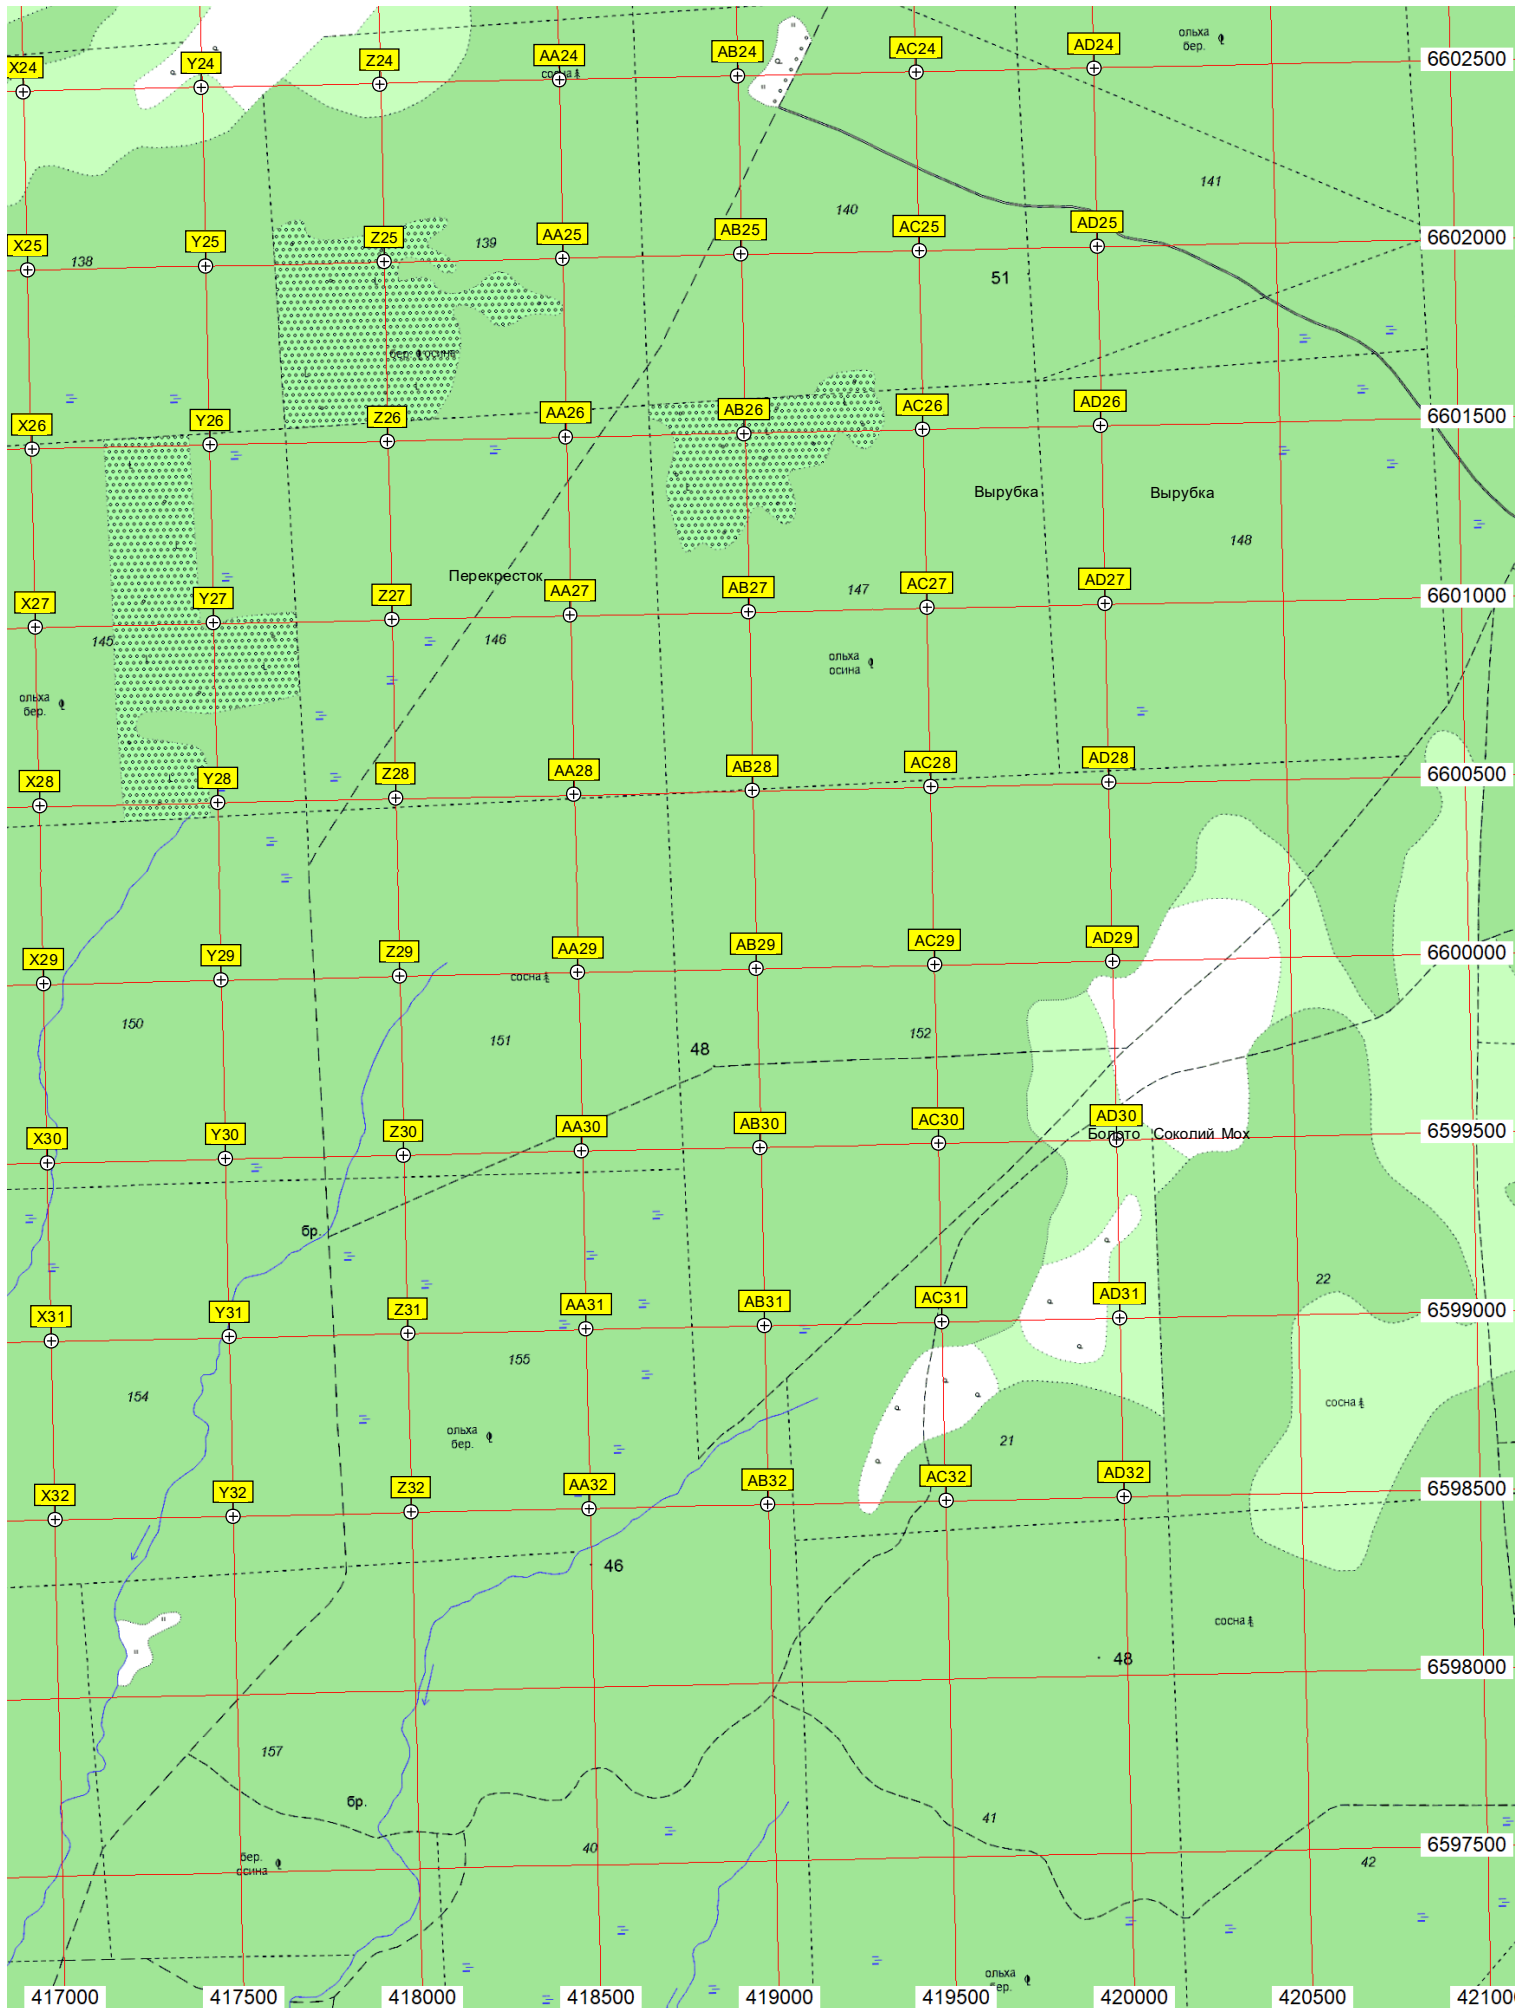 ольха
бер.
X24
Y24
Z24
AA24
AB24
AC24
AD24
6602500
сосна
141
140
139
138
X25
Y25
Z25
AA25
AB25
AC25
AD25
6602000
51
бер. осина
X26
Y26
Z26
AA26
AB26
AC26
AD26
6601500
Вырубка
Вырубка
148
Перекресток
147
X27
Y27
Z27
AA27
AB27
AC27
AD27
6601000
145
146
ольха
осина
ольха
бер.
X28
Y28
Z28
AA28
AB28
AC28
AD28
6600500
X29
Y29
Z29
AA29
AB29
AC29
AD29
6600000
сосна
150
151
48
152
X30
Y30
Z30
AA30
AB30
AC30
AD30
6599500
Болото Соколий Мох
бр.
22
X31
Y31
Z31
AA31
AB31
AC31
AD31
6599000
155
154
сосна
ольха
бер.
21
X32
Y32
Z32
AA32
AB32
AC32
AD32
6598500
46
сосна
48
6598000
157
бр.
41
40
6597500
42
бер.
осина
ольха
бер.
417000
417500
418000
418500
419000
419500
420000
420500
42100